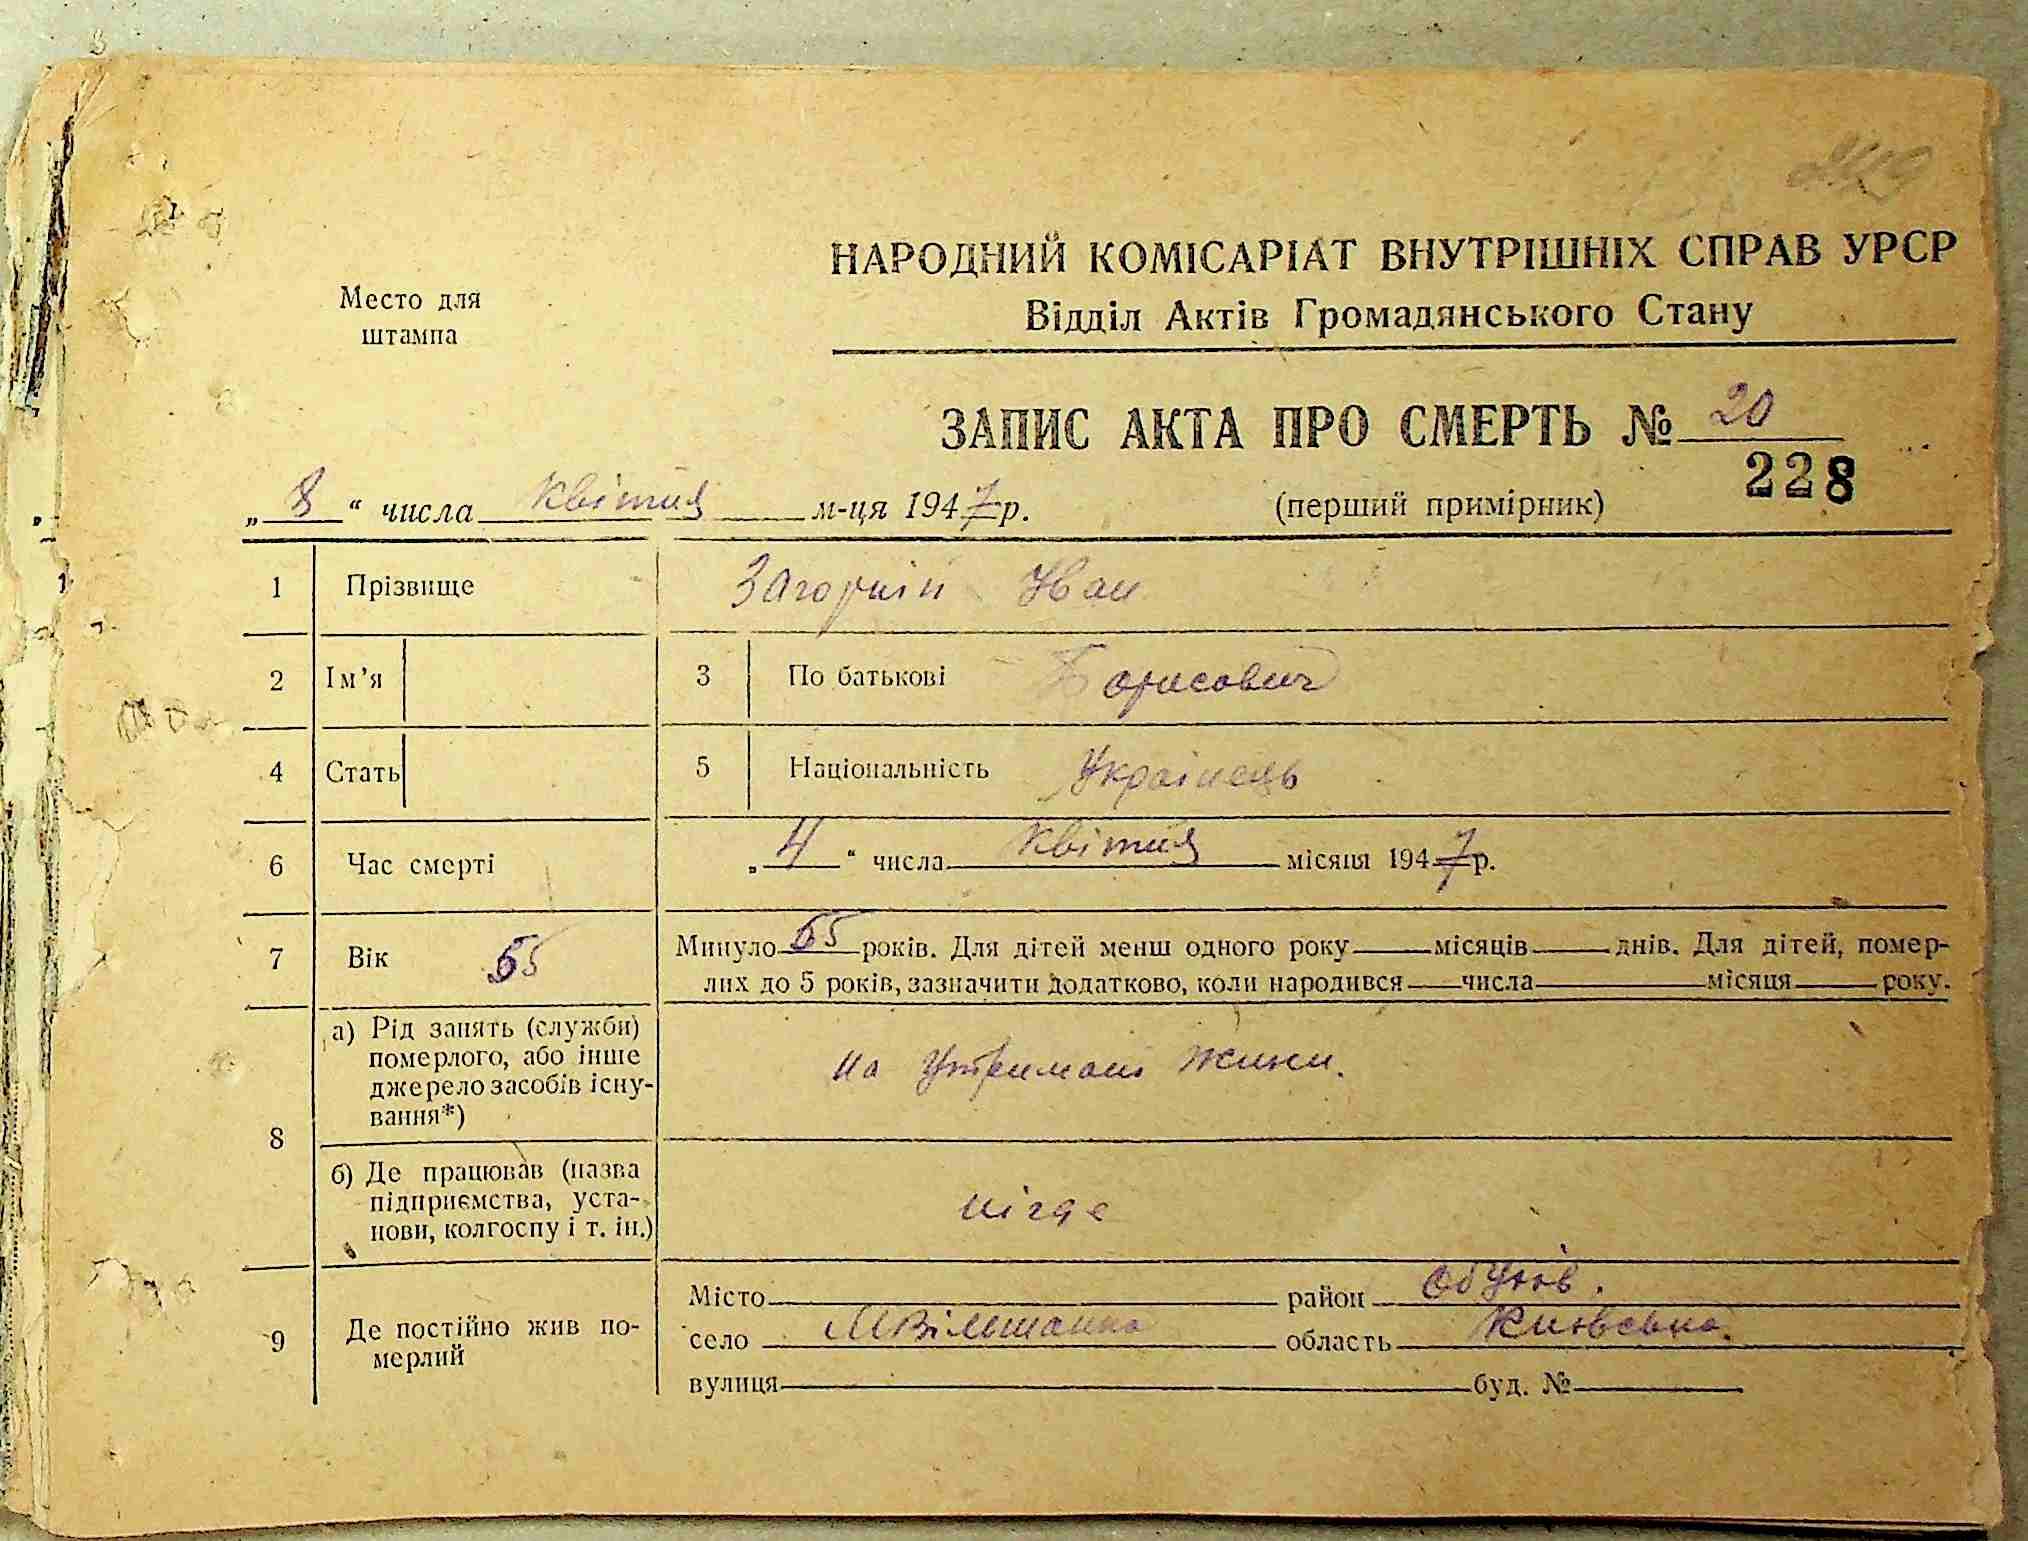 НАРОДНИЙ КОМІСАРІАТ ВНУТРІШНІХ СПРАВ УРСР
Место для штампа
Відділ Актів Громадянського Стану
ЗАПИС АКТА ПРО СМЕРТЬ № 20
228
„ 8 “ числа квітня м-ця 1947 р. (перший примірник)
1 Прізвище Загорній Иван
2 Ім’я 3 По батькові Борисович
4 Стать 5 Національність Українець
6 Час смерті „ 4 “ числа квітня місяця 1947 р.
7 Вік 55 Минуло 55 років. Для дітей менш одного року місяців днів. Для дітей, помер-
лих до 5 років, зазначити додатково, коли народився числа місяця року.
8 а) Рід занять (служби)
померлого, або інше
джерело засобів існу-
вання*)
на Утримані жинки.
б) Де працював (назва
підприємства, уста-
нови, колгоспу і т. ін.)
нігде
9 Де постійно жив по-
мерлий
Місто район Обухів.
село МВільшанка область Київська.
вулиця буд. №